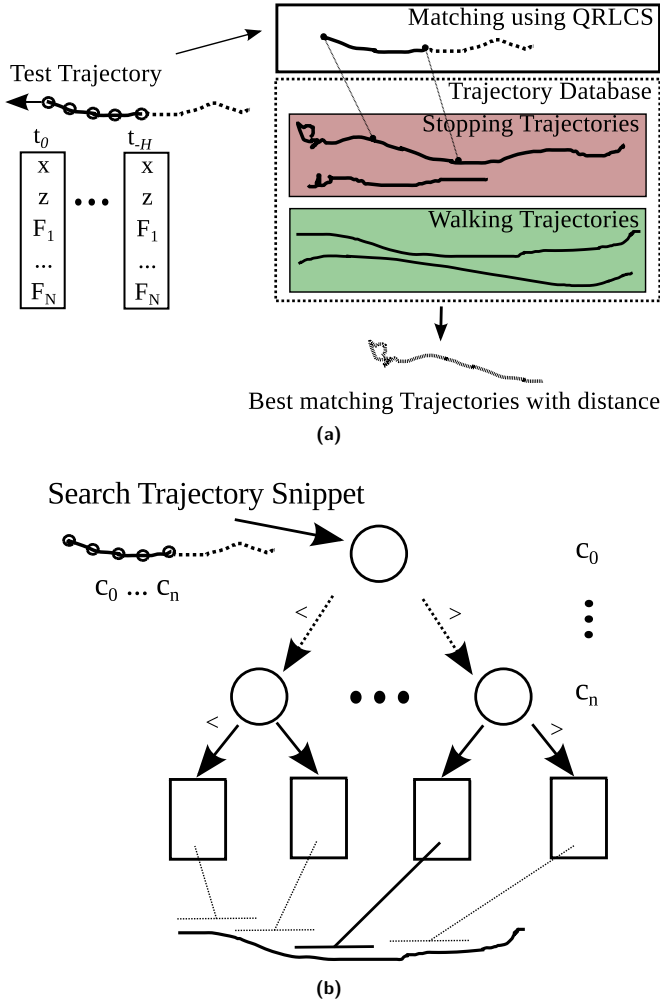 Matching using QRLCS
Test Trajectory
Trajectory Database
Stopping Trajectories
t0 t-H
x x
z z
F1 F1
... ...
FN FN
Walking Trajectories
Best matching Trajectories with distance
(a)
Search Trajectory Snippet
c0
c0 ... cn
< >
cn
< >
(b)